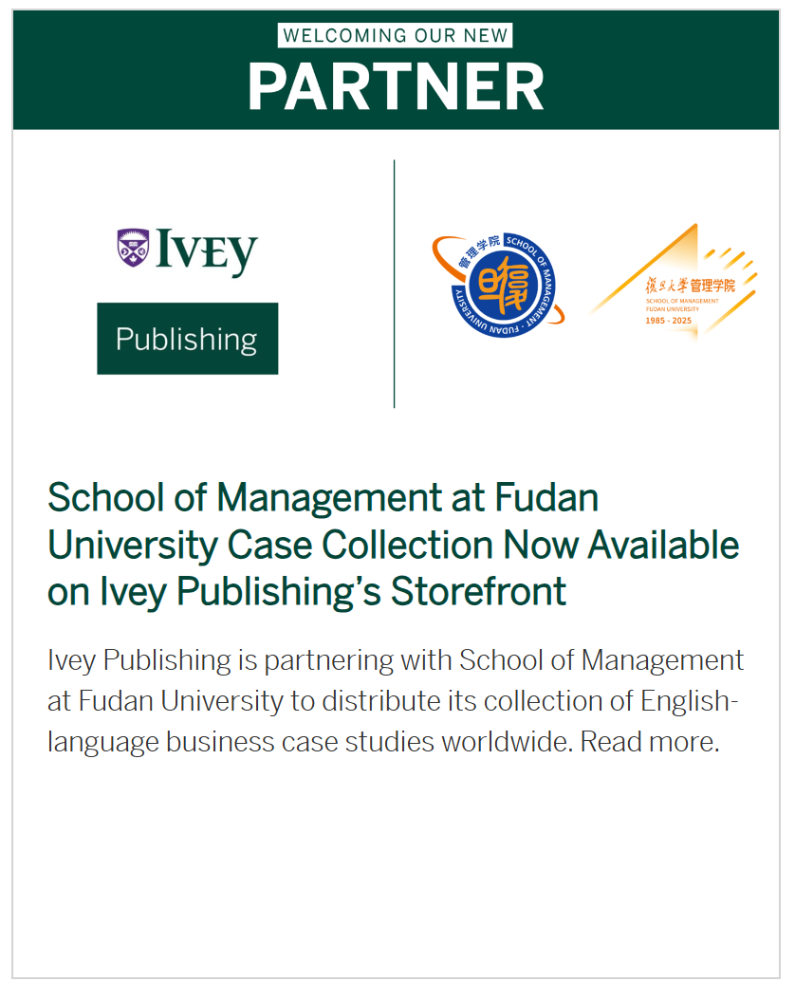 WELCOMING OUR NEW
PARTNER
IVEY
Publishing
管理学院
SCHOOL OF MANAGEMENT · FUDAN UNIVERSITY
復旦大學管理学院
SCHOOL OF MANAGEMENT
FUDAN UNIVERSITY
1985 - 2025
School of Management at Fudan
University Case Collection Now Available
on Ivey Publishing’s Storefront
Ivey Publishing is partnering with School of Management
at Fudan University to distribute its collection of English-
language business case studies worldwide. Read more.